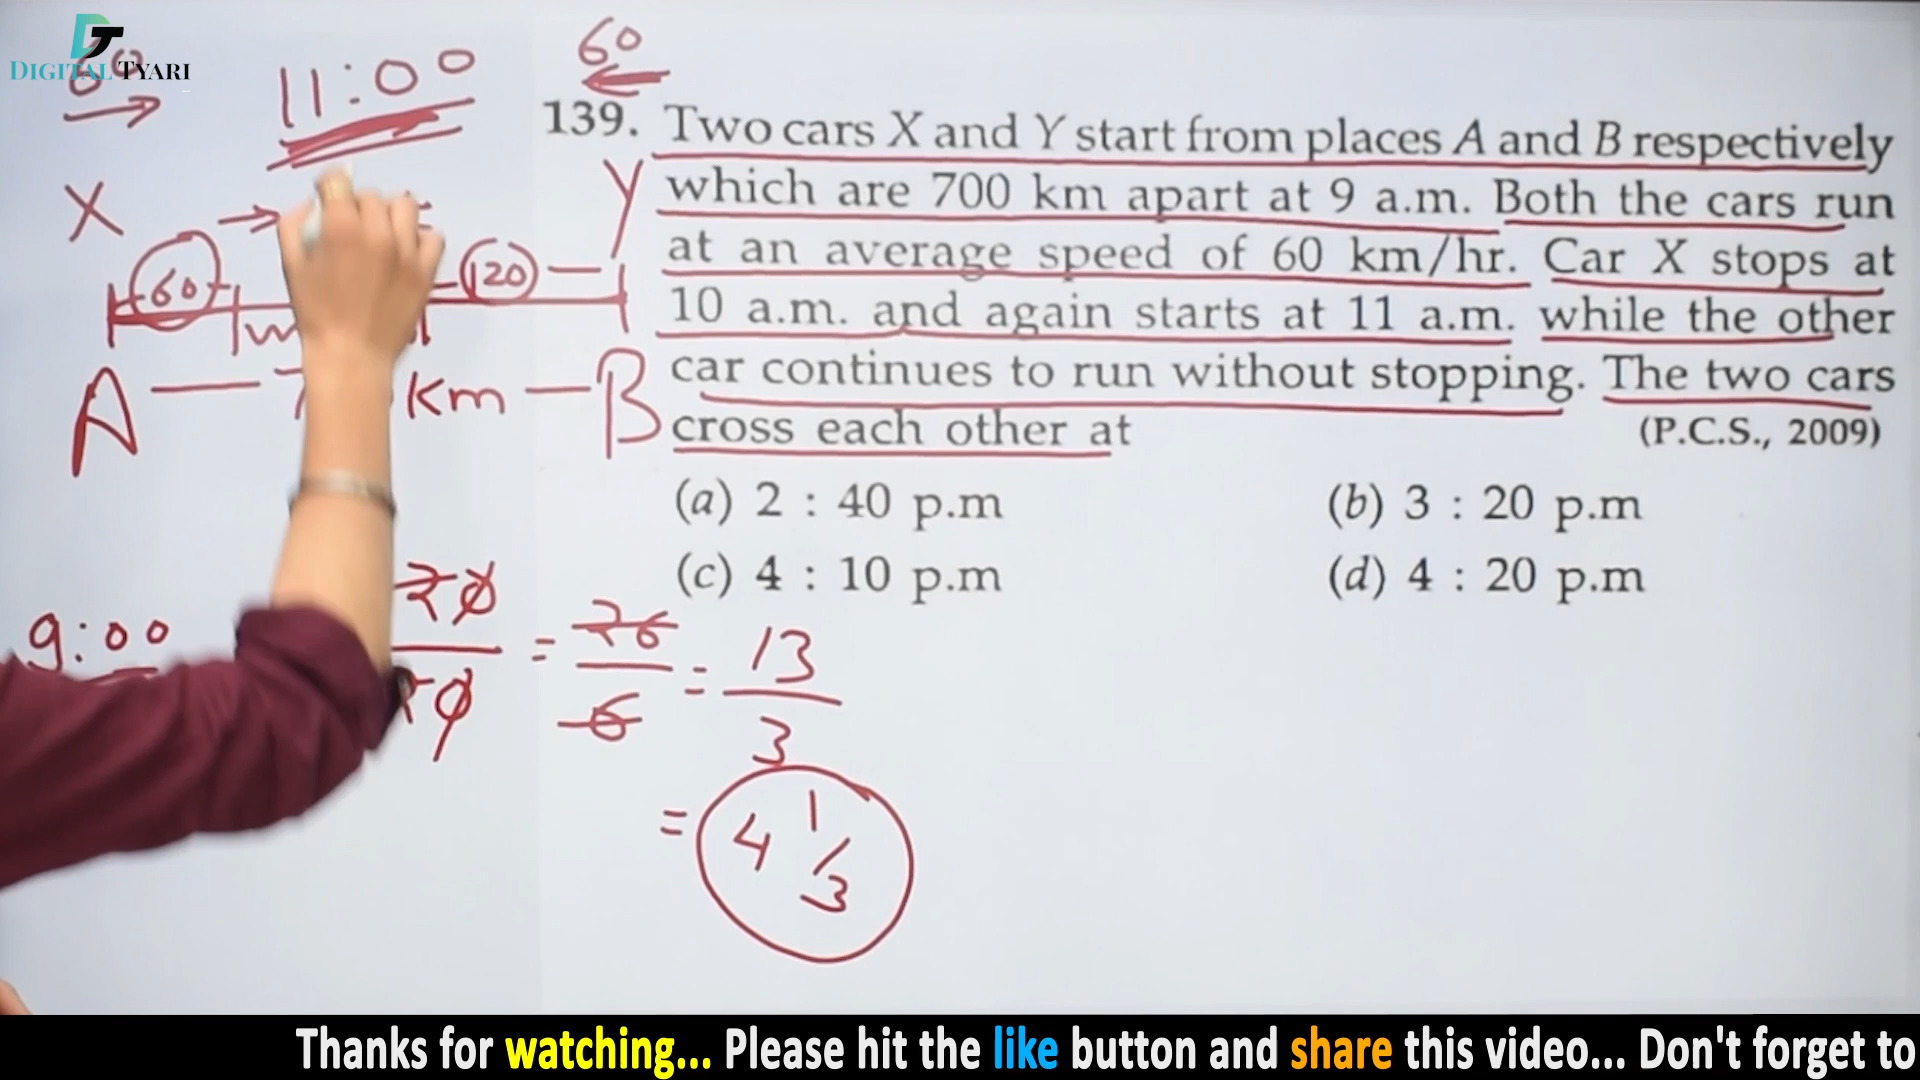 DIGITAL TYARI
60
11:00
60
139. Two cars X and Y start from places A and B respectively
which are 700 km apart at 9 a.m. Both the cars run
at an average speed of 60 km/hr. Car X stops at
10 a.m. and again starts at 11 a.m. while the other
car continues to run without stopping. The two cars
cross each other at
(P.C.S., 2009)
(a) 2 : 40 p.m
(b) 3 : 20 p.m
(c) 4 : 10 p.m
(d) 4 : 20 p.m
X
Y
60
120
A
Km
B
9:00
20
= 26/6 = 13/3
= 4 1/3
Thanks for watching... Please hit the like button and share this video... Don't forget to